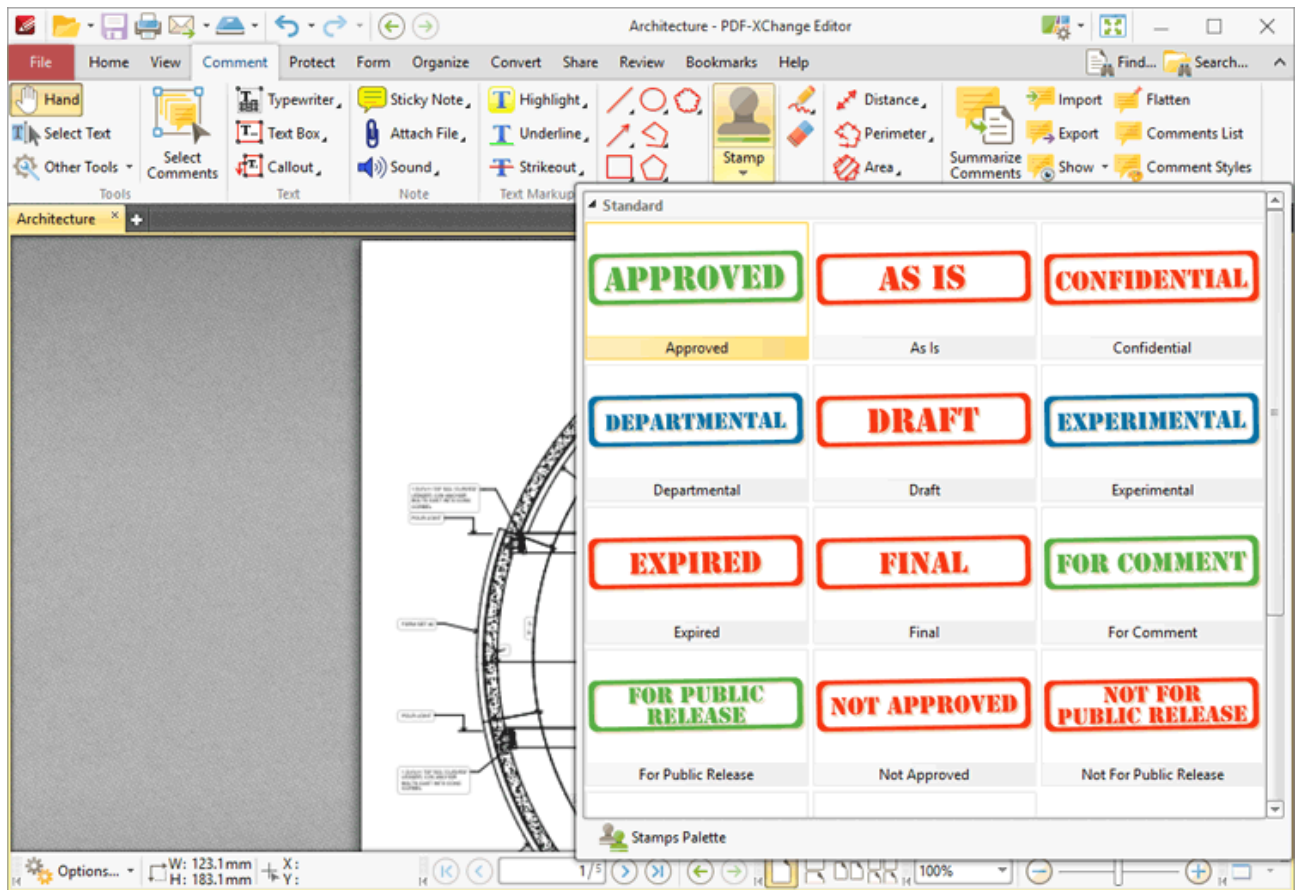 Architecture - PDF-XChange Editor
File Home View Comment Protect Form Organize Convert Share Review Bookmarks Help Find... Search...
Hand
Select Text
Other Tools
Tools
Select
Comments
Typewriter
Text Box
Callout
Text
Sticky Note
Attach File
Sound
Note
Highlight
Underline
Strikeout
Text Markup
Stamp
Distance
Perimeter
Area
Summarize
Comments
Import
Export
Show
Flatten
Comments List
Comment Styles
Architecture
Standard
APPROVED
Approved
AS IS
As Is
CONFIDENTIAL
Confidential
DEPARTMENTAL
Departmental
DRAFT
Draft
EXPERIMENTAL
Experimental
EXPIRED
Expired
FINAL
Final
FOR COMMENT
For Comment
FOR PUBLIC
RELEASE
For Public Release
NOT APPROVED
Not Approved
NOT FOR
PUBLIC RELEASE
Not For Public Release
Stamps Palette
Options...
W: 123.1mm
H: 183.1mm
X:
Y:
1/5
100%